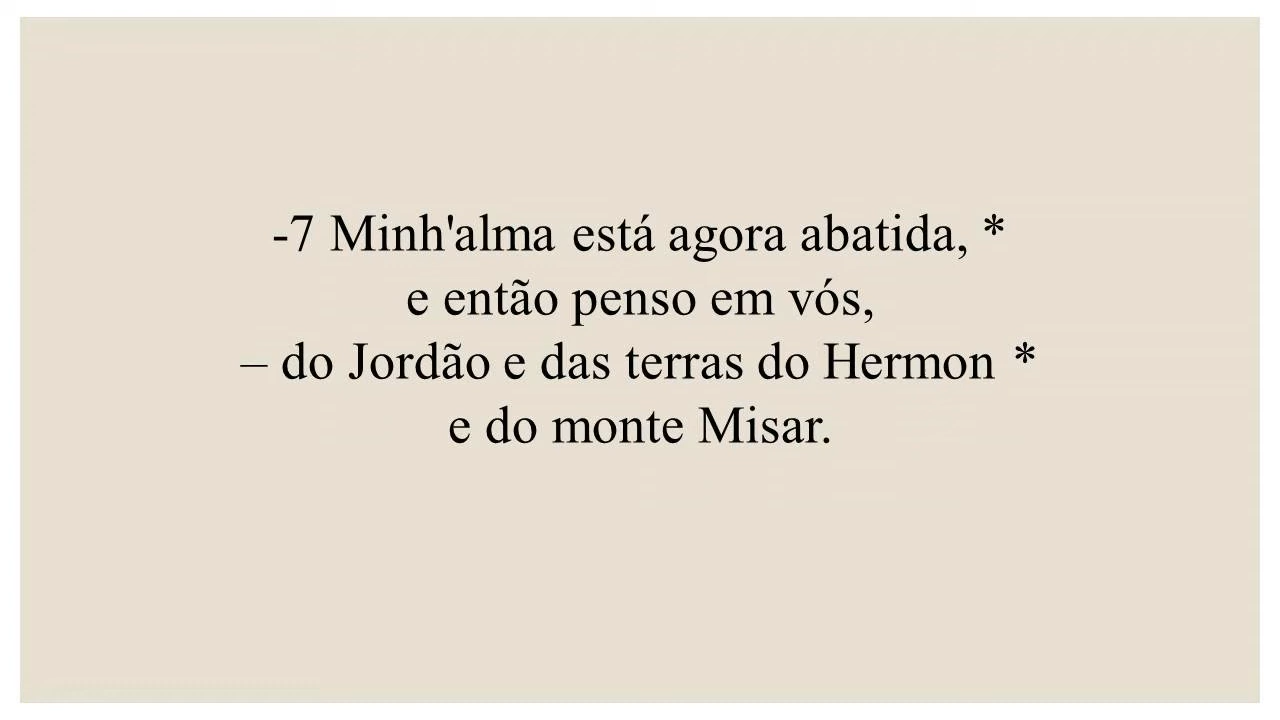 -7 Minh'alma está agora abatida, *
e então penso em vós,
– do Jordão e das terras do Hermon *
e do monte Misar.